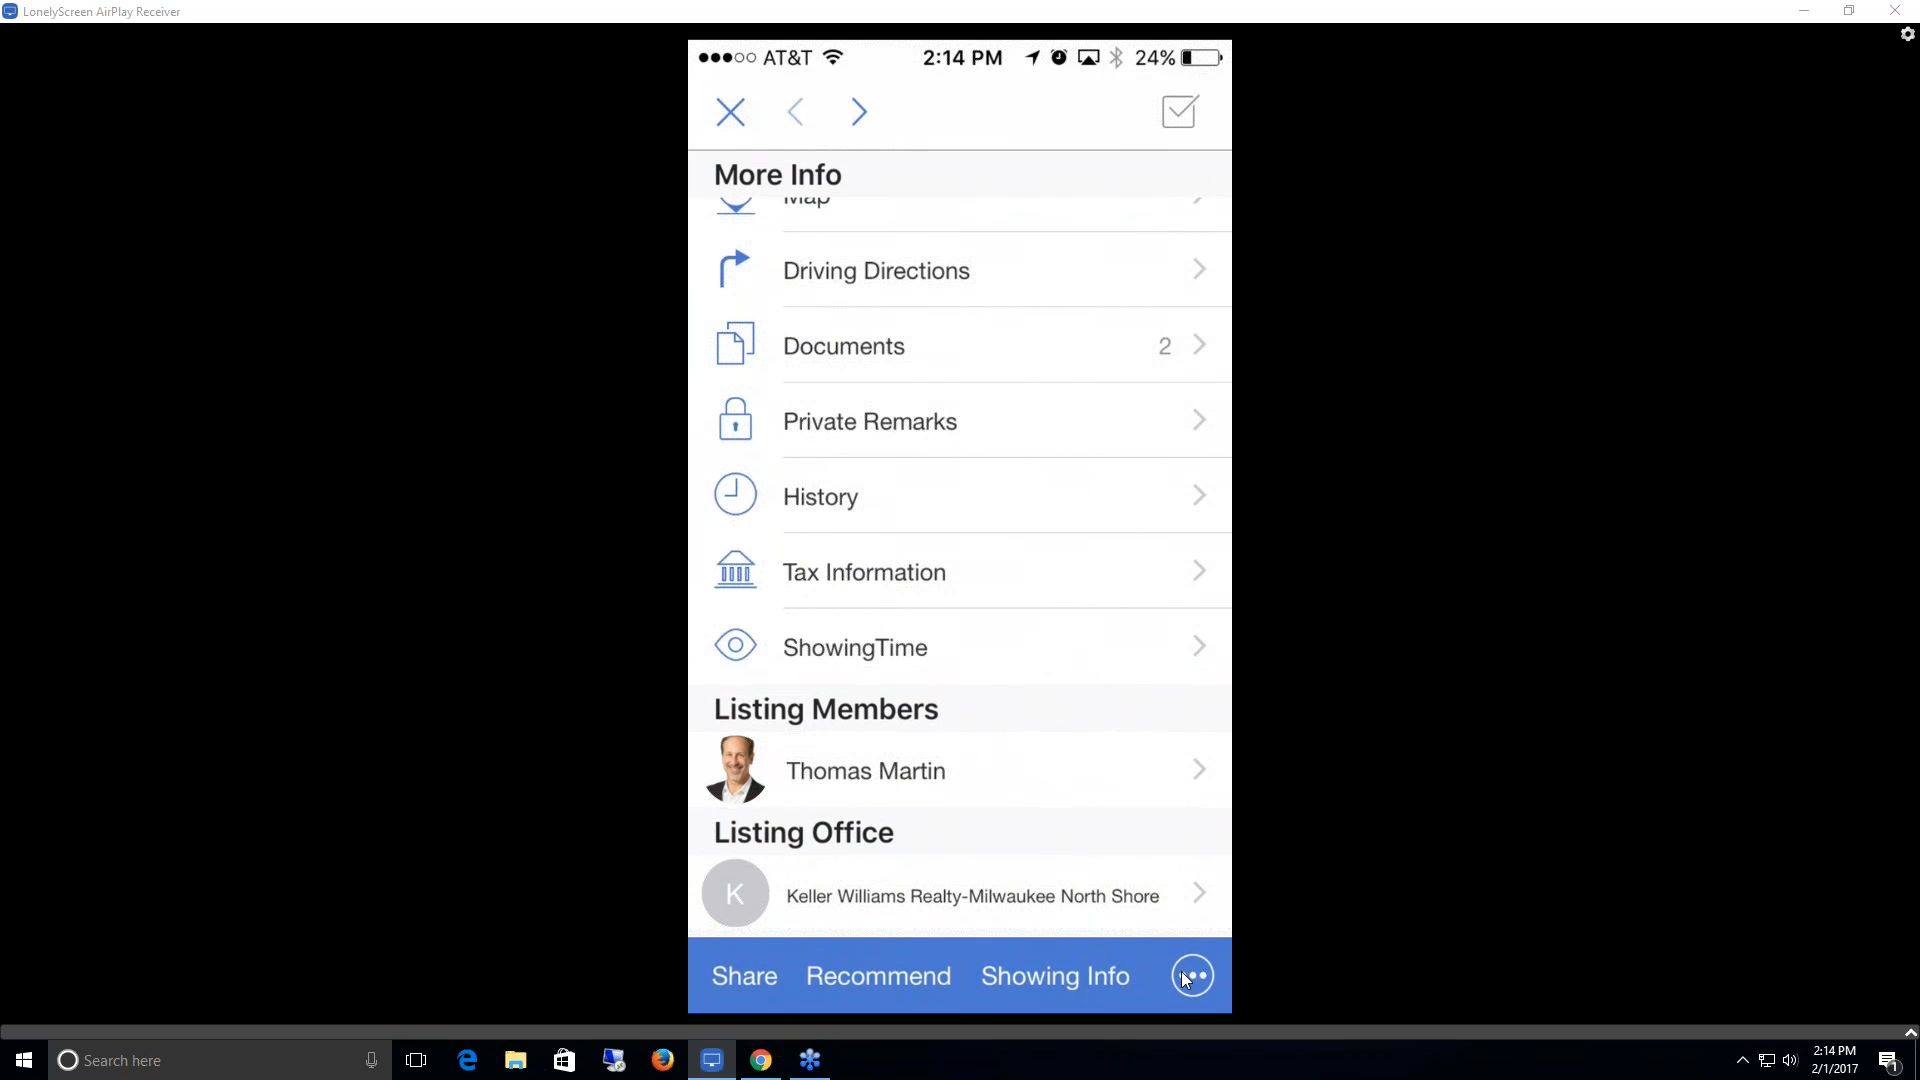 LonelyScreen AirPlay Receiver
AT&T 2:14 PM 24%
More Info
Map
Driving Directions
Documents 2
Private Remarks
History
Tax Information
ShowingTime
Listing Members
Thomas Martin
Listing Office
K Keller Williams Realty-Milwaukee North Shore
Share Recommend Showing Info
Search here
2:14 PM
2/1/2017
1